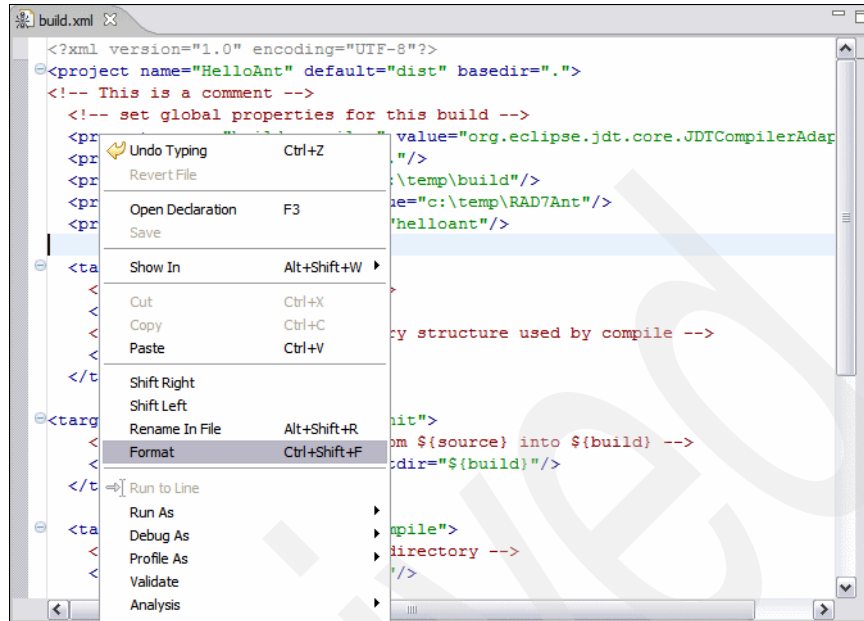 build.xml
<?xml version="1.0" encoding="UTF-8"?>
<project name="HelloAnt" default="dist" basedir=".">
<!-- This is a comment -->
<!-- set global properties for this build -->
<pr value="org.eclipse.jdt.core.JDTCompilerAdap
<pr "/>
<pr :\temp\build"/>
<pr ue="c:\temp\RAD7Ant"/>
<pr "helloant"/>
<ta >
<
<
< ry structure used by compile -->
<
</t
<targ nit">
< om ${source} into ${build} -->
< tdir="${build}"/>
</t
<ta mpile">
< directory -->
< "/>
Undo Typing Ctrl+Z
Revert File
Open Declaration F3
Save
Show In Alt+Shift+W
Cut Ctrl+X
Copy Ctrl+C
Paste Ctrl+V
Shift Right
Shift Left
Rename In File Alt+Shift+R
Format Ctrl+Shift+F
Run to Line
Run As
Debug As
Profile As
Validate
Analysis